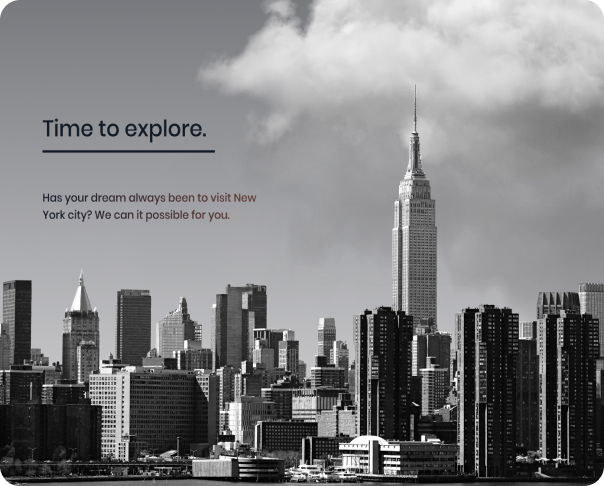 Time to explore.
Has your dream always been to visit New
York city? We can it possible for you.